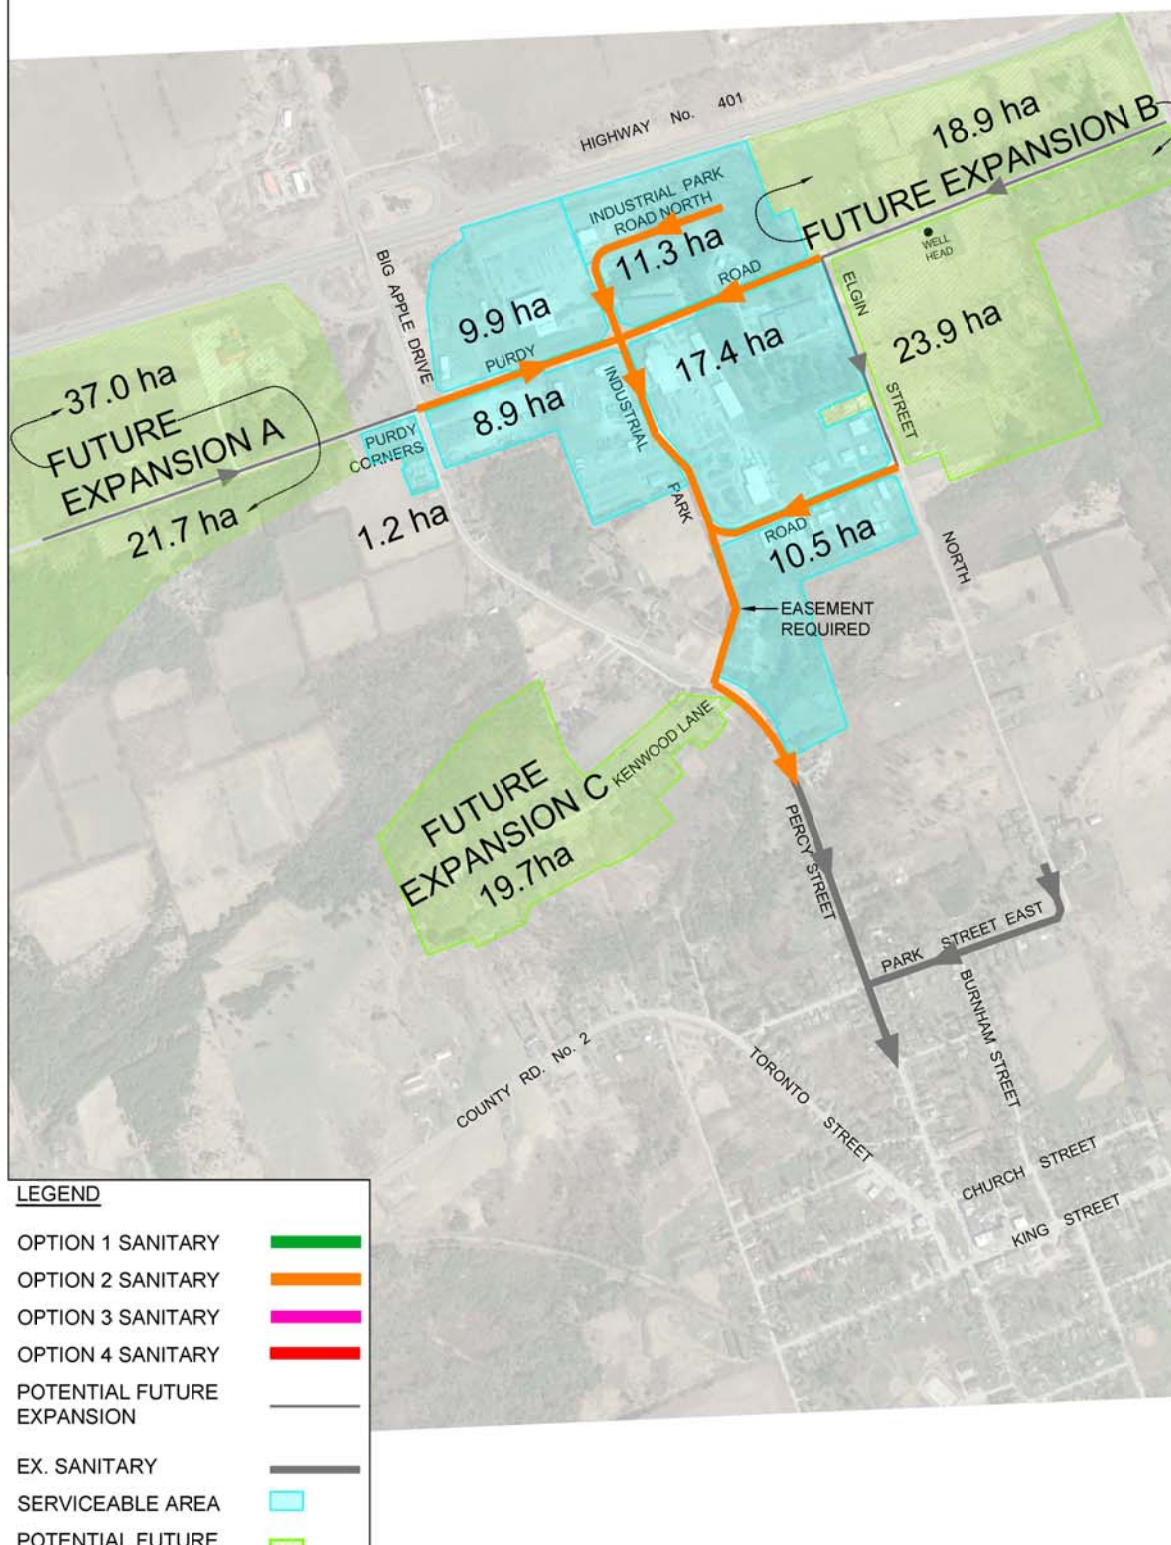 HIGHWAY No. 401
18.9 ha
FUTURE EXPANSION B
INDUSTRIAL PARK
ROAD NORTH
11.3 ha
WELL
HEAD
BIG APPLE DRIVE
ROAD
ELGIN
9.9 ha
23.9 ha
PURDY
17.4 ha
37.0 ha
INDUSTRIAL
STREET
8.9 ha
FUTURE
EXPANSION A
PURDY
CORNERS
21.7 ha
1.2 ha
PARK
ROAD
10.5 ha
NORTH
EASEMENT
REQUIRED
KENWOOD LANE
FUTURE
EXPANSION C
19.7ha
PERCY STREET
PARK STREET EAST
BURNHAM STREET
COUNTY RD. No. 2
TORONTO STREET
CHURCH STREET
KING STREET
LEGEND
OPTION 1 SANITARY
OPTION 2 SANITARY
OPTION 3 SANITARY
OPTION 4 SANITARY
POTENTIAL FUTURE
EXPANSION
EX. SANITARY
SERVICEABLE AREA
POTENTIAL FUTURE